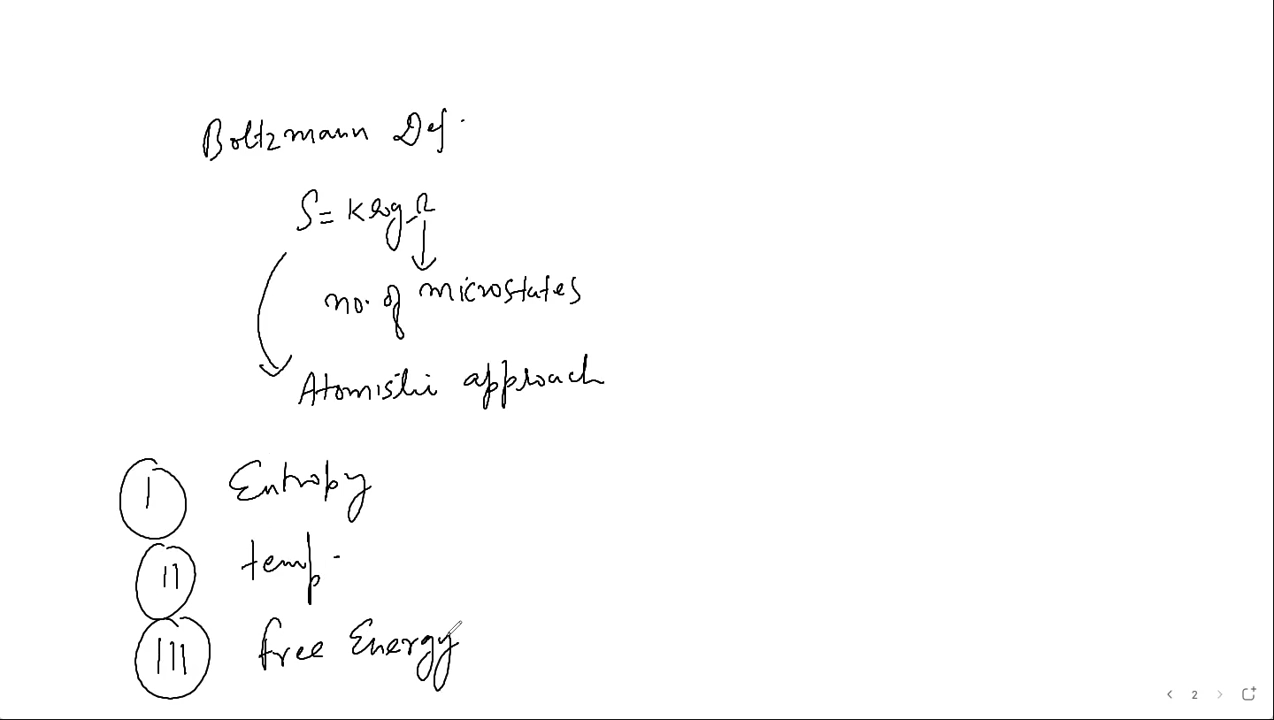 Boltzmann Def.
S = k log Ω
no. of microstates
Atomistic approach
I Entropy
II temp.
III free Energy
2